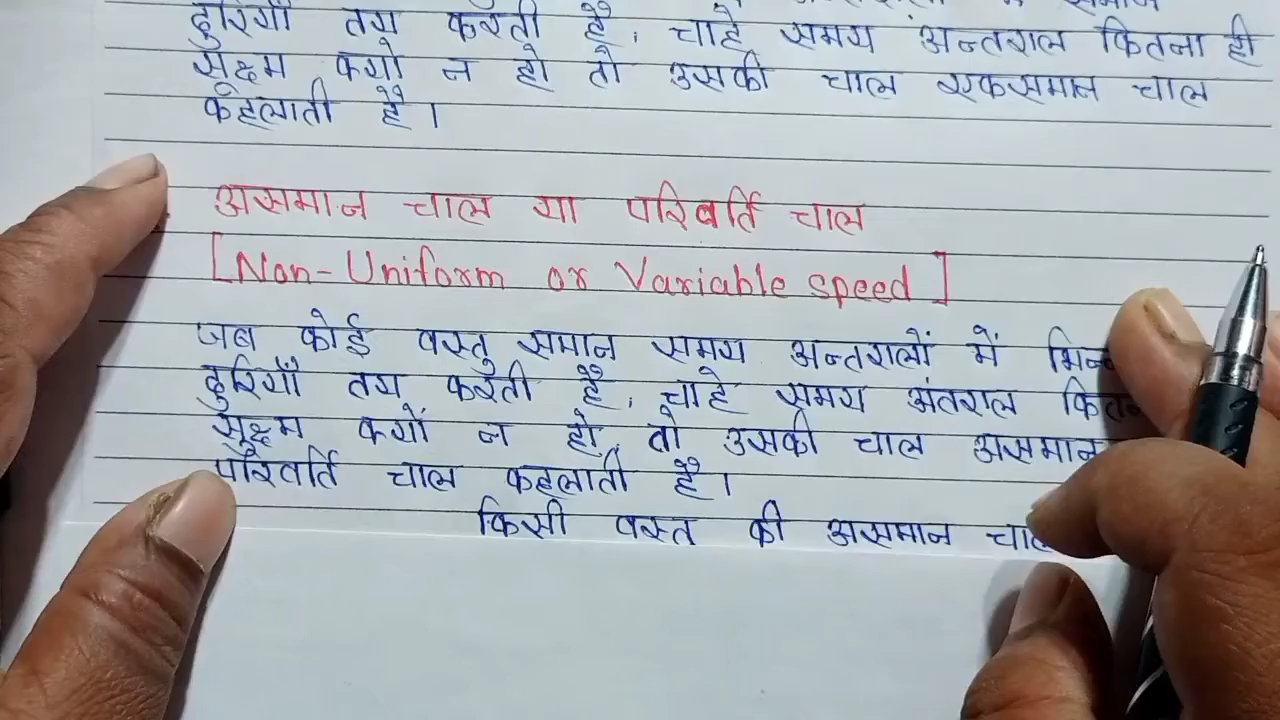 दुरियाँ तय करती है, चाहे समय अन्तराल कितना ही
सुक्ष्म क्यो न हो तो उसकी चाल एकसमान चाल
कहलाती है।
असमान चाल या परिवर्ति चाल
[Non-Uniform or Variable speed]
जब कोई वस्तु समान समय अन्तरालों में
दुरियाँ तय करती है, चाहे समय अंतराल
सुक्ष्म क्यों न हो, तो उसकी चाल असमान
परिवर्ति चाल कहलाती है।
किसी वस्त की असमान चाल